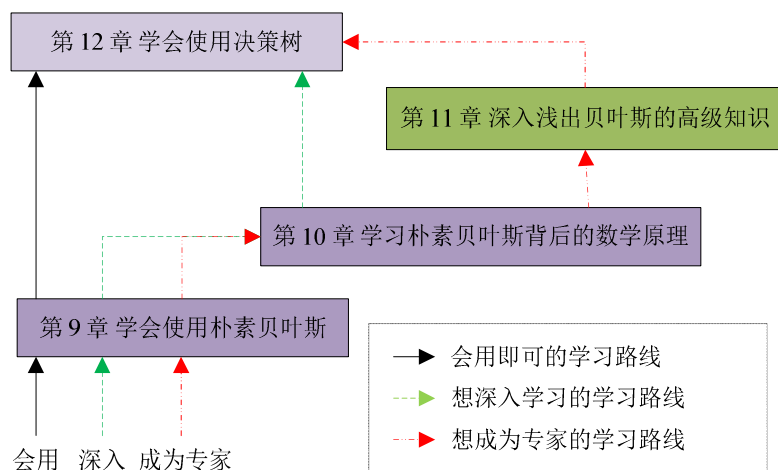 第 12 章 学会使用决策树
第 11 章 深入浅出贝叶斯的高级知识
第 10 章 学习朴素贝叶斯背后的数学原理
第 9 章 学会使用朴素贝叶斯
会用即可的学习路线
想深入学习的学习路线
想成为专家的学习路线
会用 深入 成为专家